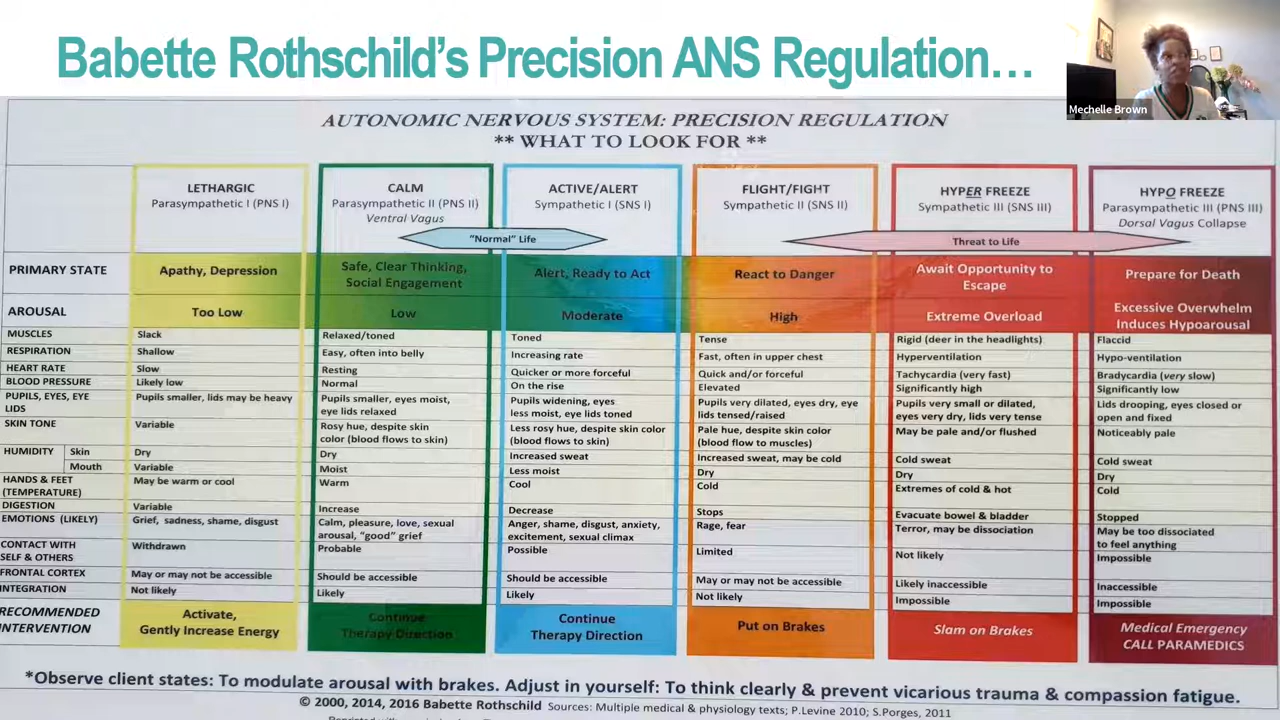 Babette Rothschild's Precision ANS Regulation…
Mechelle Brown
AUTONOMIC NERVOUS SYSTEM: PRECISION REGULATION
** WHAT TO LOOK FOR **
LETHARGIC
Parasympathetic I (PNS I)
CALM
Parasympathetic II (PNS II)
Ventral Vagus
ACTIVE/ALERT
Sympathetic I (SNS I)
FLIGHT/FIGHT
Sympathetic II (SNS II)
HYPER FREEZE
Sympathetic III (SNS III)
HYPO FREEZE
Parasympathetic III (PNS III)
Dorsal Vagus Collapse
"Normal" Life
Threat to Life
PRIMARY STATE
Apathy, Depression
Safe, Clear Thinking,
Social Engagement
Alert, Ready to Act
React to Danger
Await Opportunity to
Escape
Prepare for Death
AROUSAL
Too Low
Low
Moderate
High
Extreme Overload
Excessive Overwhelm
Induces Hypoarousal
MUSCLES
Slack
Relaxed/toned
Toned
Tense
Rigid (deer in the headlights)
Flaccid
RESPIRATION
Shallow
Easy, often into belly
Increasing rate
Fast, often in upper chest
Hyperventilation
Hypo-ventilation
HEART RATE
Slow
Resting
Quicker or more forceful
Quick and/or forceful
Tachycardia (very fast)
Bradycardia (very slow)
BLOOD PRESSURE
Likely low
Normal
On the rise
Elevated
Significantly high
Significantly low
PUPILS, EYES, EYE
LIDS
Pupils smaller, lids may be heavy
Pupils smaller, eyes moist,
eye lids relaxed
Pupils widening, eyes
less moist, eye lids toned
Pupils very dilated, eyes dry, eye
lids tensed/raised
Pupils very small or dilated,
eyes very dry, lids very tense
Lids drooping, eyes closed or
open and fixed
SKIN TONE
Variable
Rosy hue, despite skin
color (blood flows to skin)
Less rosy hue, despite skin color
(blood flows to skin)
Pale hue, despite skin color
(blood flow to muscles)
May be pale and/or flushed
Noticeably pale
HUMIDITY
Skin
Dry
Dry
Increased sweat
Increased sweat, may be cold
Cold sweat
Cold sweat
Mouth
Variable
Moist
Less moist
Dry
Dry
Dry
HANDS & FEET
(TEMPERATURE)
May be warm or cool
Warm
Cool
Cold
Extremes of cold & hot
Cold
DIGESTION
Variable
Increase
Decrease
Stops
Evacuate bowel & bladder
Stopped
EMOTIONS (LIKELY)
Grief, sadness, shame, disgust
Calm, pleasure, love, sexual
arousal, "good" grief
Anger, shame, disgust, anxiety,
excitement, sexual climax
Rage, fear
Terror, may be dissociation
May be too dissociated
to feel anything
CONTACT WITH
SELF & OTHERS
Withdrawn
Probable
Possible
Limited
Not likely
Impossible
FRONTAL CORTEX
May or may not be accessible
Should be accessible
Should be accessible
May or may not be accessible
Likely inaccessible
Inaccessible
INTEGRATION
Not likely
Likely
Likely
Not likely
Impossible
Impossible
RECOMMENDED
INTERVENTION
Activate,
Gently Increase Energy
Continue
Therapy Direction
Continue
Therapy Direction
Put on Brakes
Slam on Brakes
Medical Emergency
CALL PARAMEDICS
*Observe client states: To modulate arousal with brakes. Adjust in yourself: To think clearly & prevent vicarious trauma & compassion fatigue.
© 2000, 2014, 2016 Babette Rothschild Sources: Multiple medical & physiology texts; P.Levine 2010; S.Porges, 2011